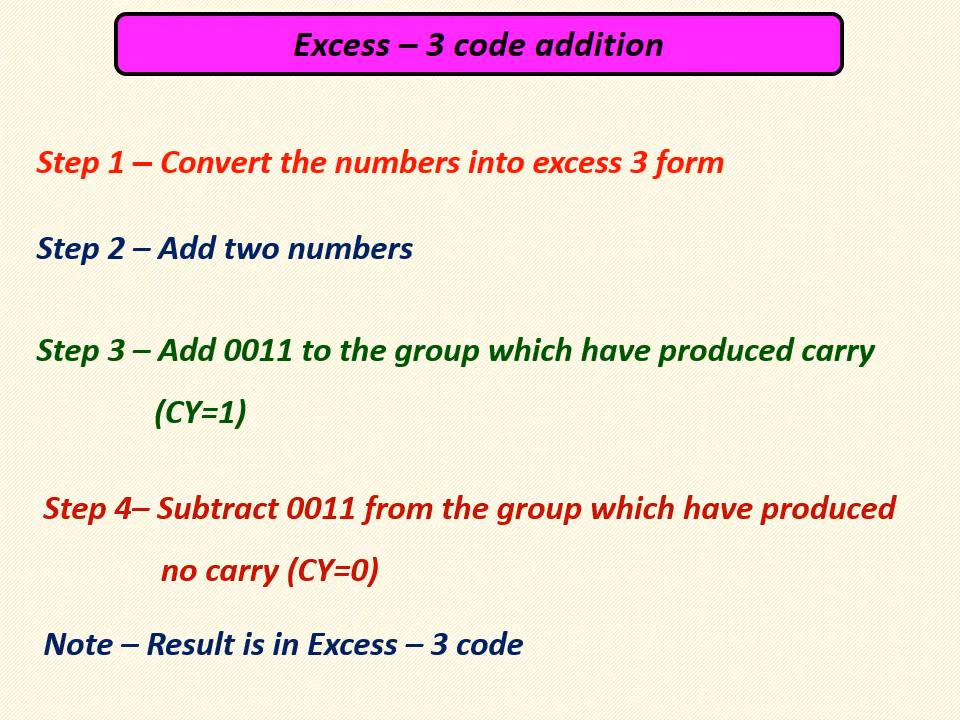 Excess – 3 code addition
Step 1 – Convert the numbers into excess 3 form
Step 2 – Add two numbers
Step 3 – Add 0011 to the group which have produced carry
(CY=1)
Step 4– Subtract 0011 from the group which have produced
no carry (CY=0)
Note – Result is in Excess – 3 code